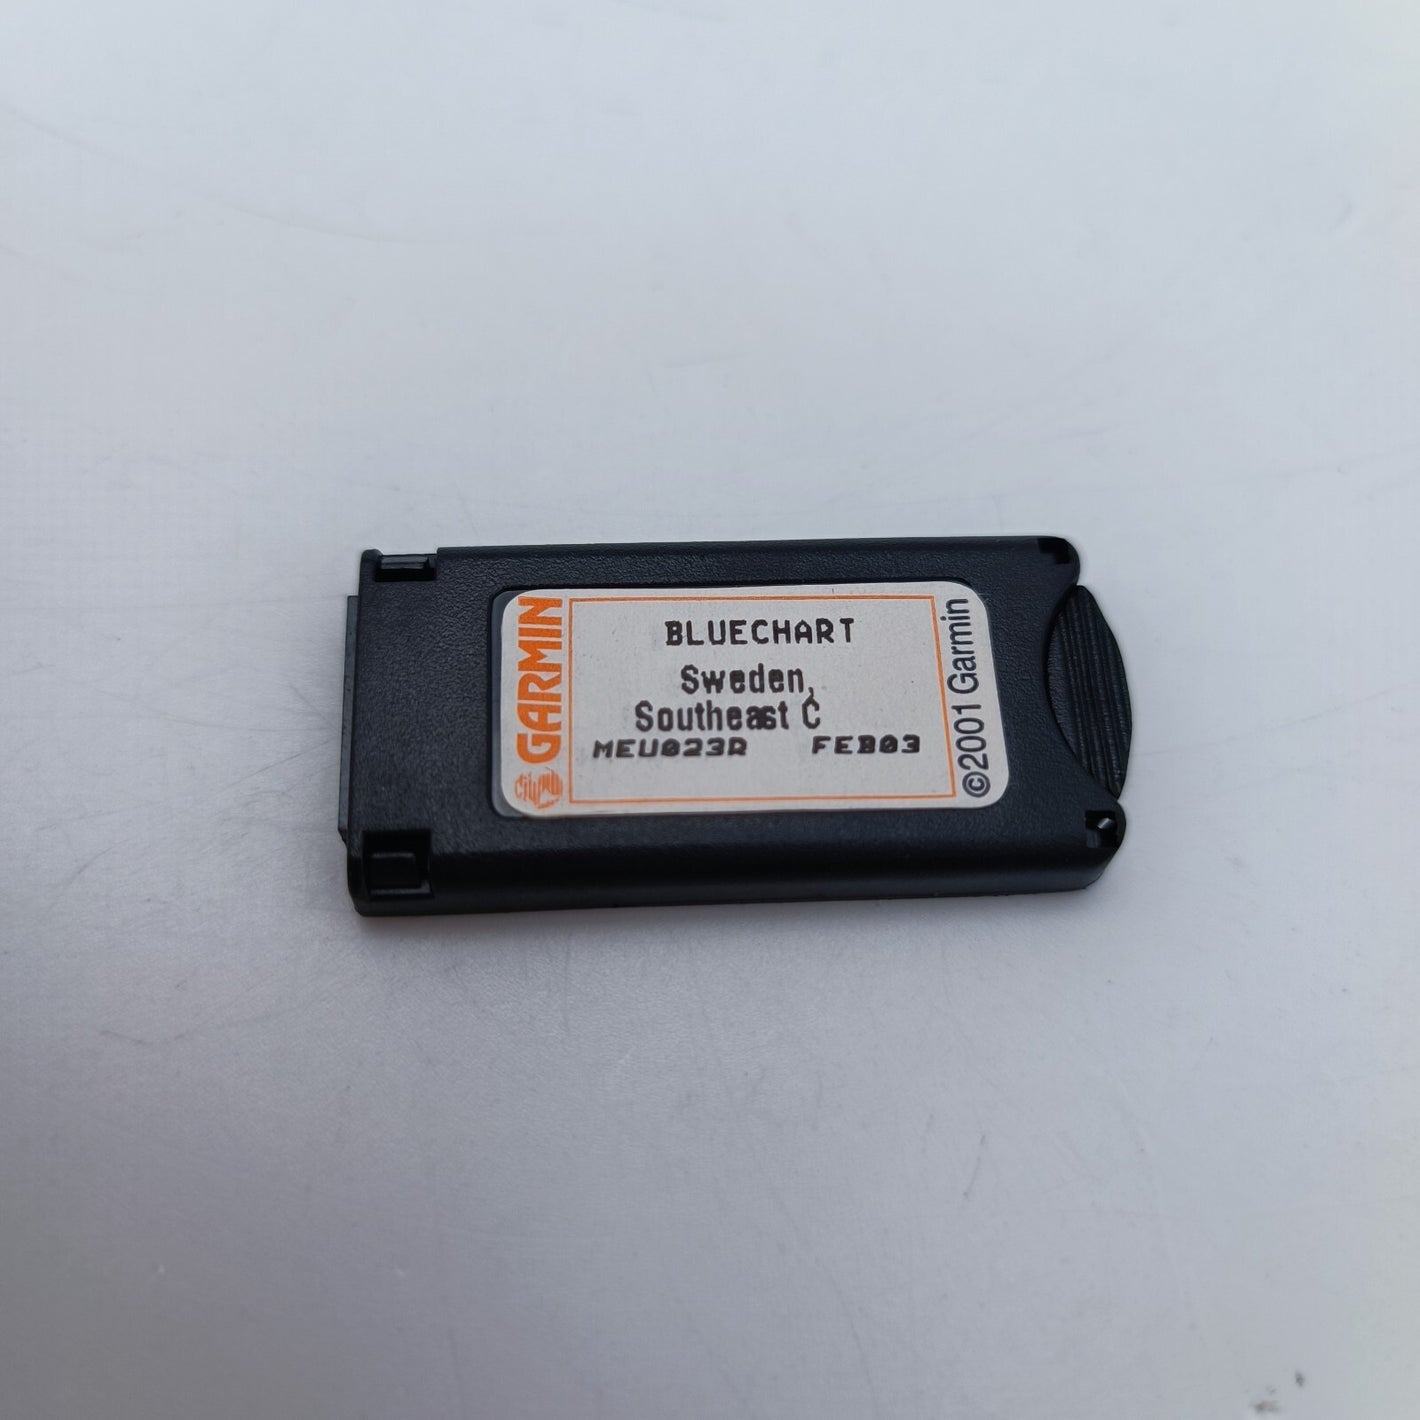 GARMIN
BLUECHART
Sweden,
Southeast C
MEU023R FEB03
©2001 Garmin